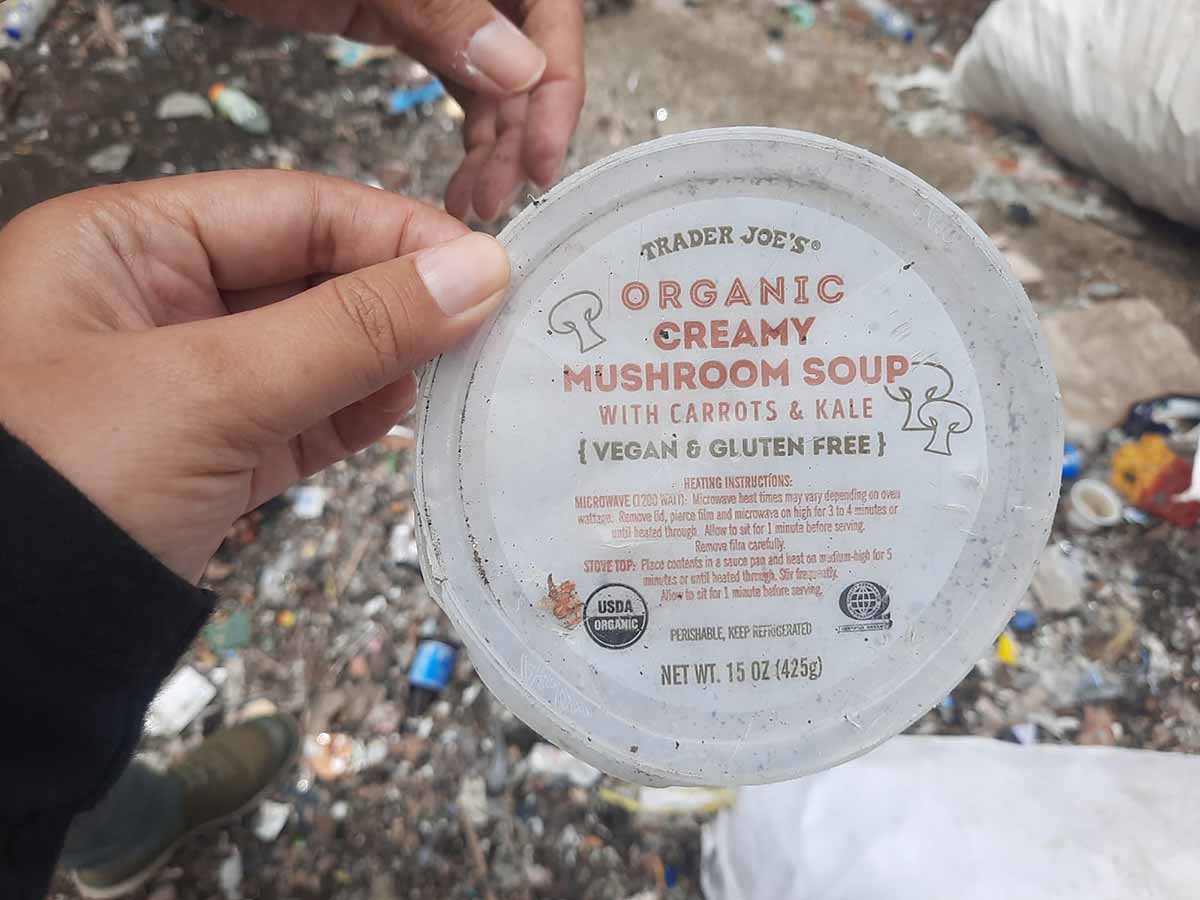 TRADER JOE'S®
ORGANIC
CREAMY
MUSHROOM SOUP
WITH CARROTS & KALE
{ VEGAN & GLUTEN FREE }
HEATING INSTRUCTIONS:
MICROWAVE (1200 WATT): Microwave heat times may vary depending on oven
wattage. Remove lid, pierce film and microwave on high for 3 to 4 minutes or
until heated through. Allow to sit for 1 minute before serving.
Remove film carefully.
STOVE TOP: Place contents in a sauce pan and heat on medium-high for 5
minutes or until heated through. Stir frequently.
Allow to sit for 1 minute before serving.
USDA
ORGANIC
PERISHABLE, KEEP REFRIGERATED
NET WT. 15 OZ (425g)